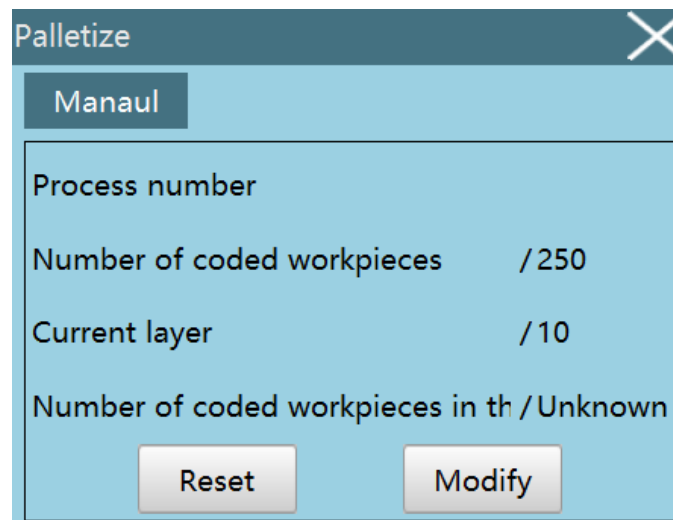 Palletize
Manaul
Process number
Number of coded workpieces /250
Current layer /10
Number of coded workpieces in th /Unknown
Reset Modify